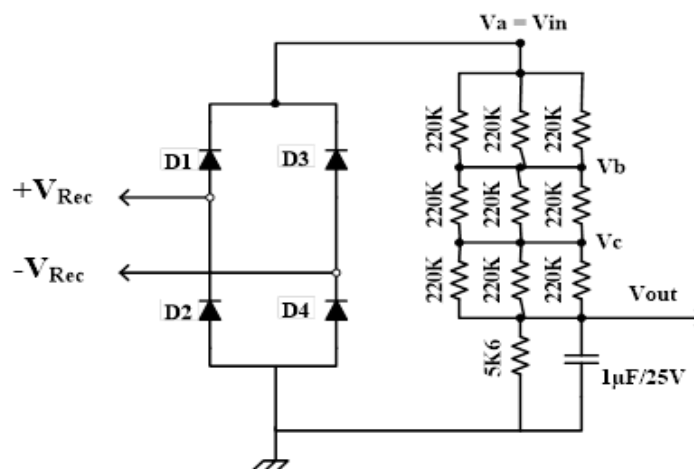 Va = Vin
220K
220K
220K
D1
D3
+VRec
Vb
220K
220K
220K
-VRec
Vc
220K
220K
220K
Vout
D2
D4
5K6
1µF/25V